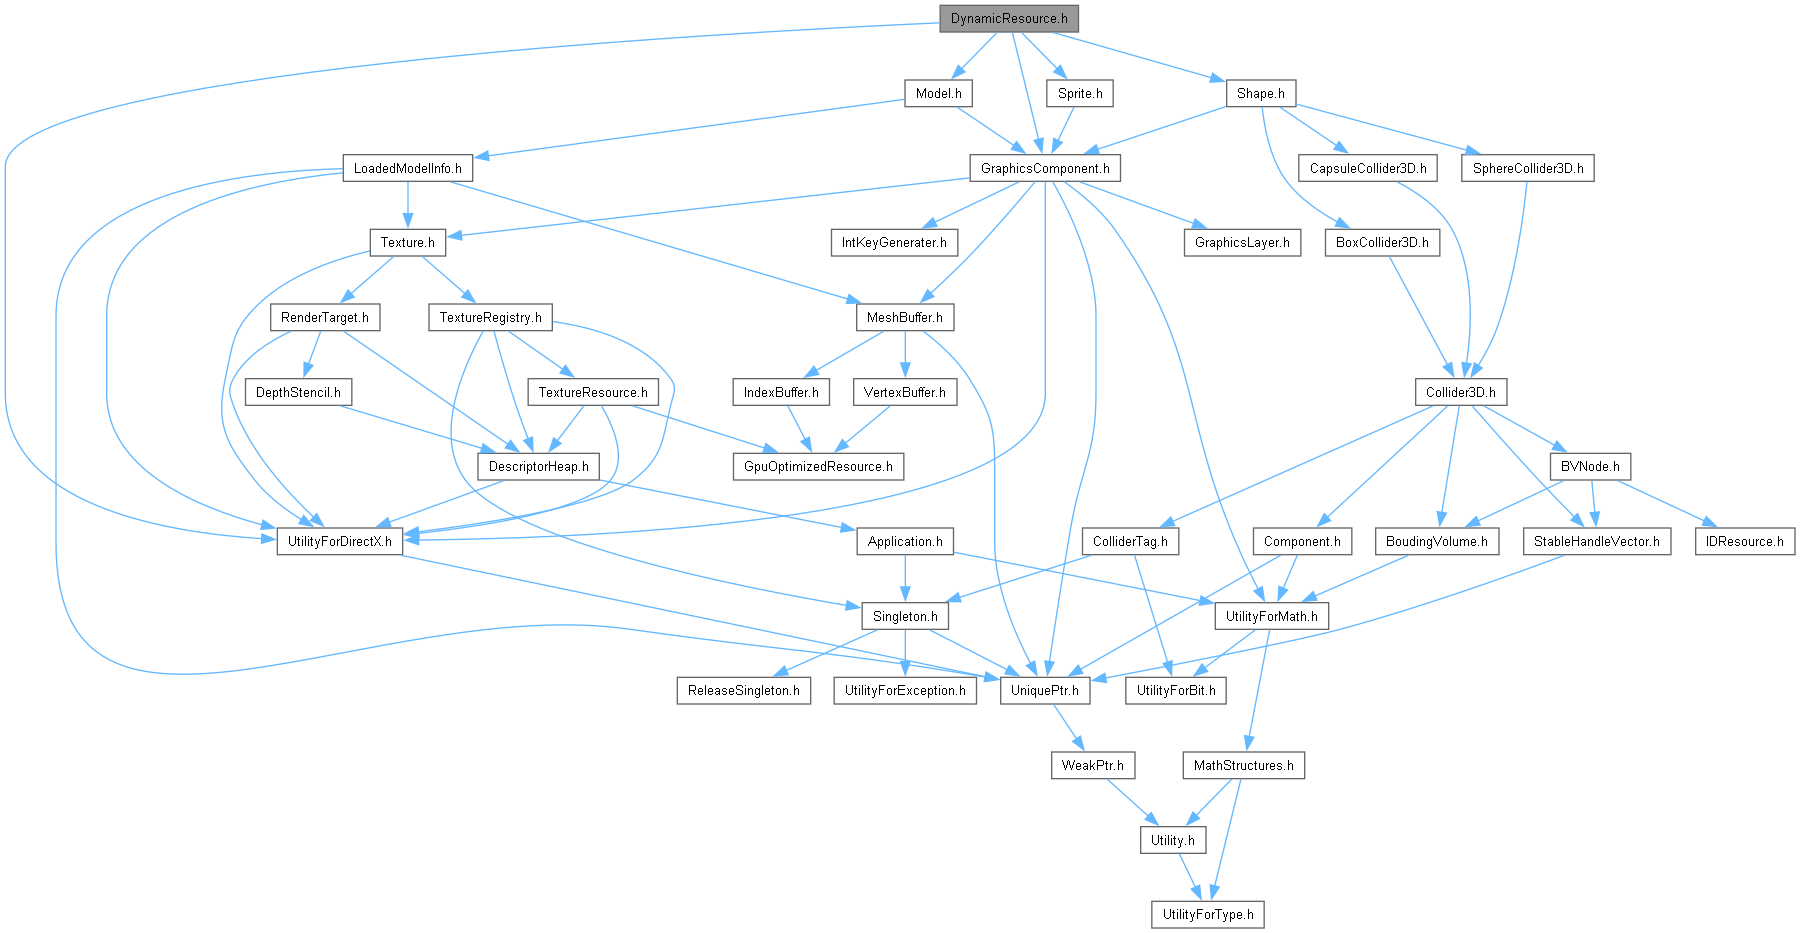 DynamicResource.h
Model.h
Sprite.h
Shape.h
LoadedModelInfo.h
GraphicsComponent.h
CapsuleCollider3D.h
SphereCollider3D.h
Texture.h
IntKeyGenerater.h
GraphicsLayer.h
BoxCollider3D.h
RenderTarget.h
TextureRegistry.h
MeshBuffer.h
DepthStencil.h
TextureResource.h
IndexBuffer.h
VertexBuffer.h
Collider3D.h
DescriptorHeap.h
GpuOptimizedResource.h
BVNode.h
UtilityForDirectX.h
Application.h
ColliderTag.h
Component.h
BoudingVolume.h
StableHandleVector.h
IDResource.h
Singleton.h
UtilityForMath.h
ReleaseSingleton.h
UtilityForException.h
UniquePtr.h
UtilityForBit.h
WeakPtr.h
MathStructures.h
Utility.h
UtilityForType.h